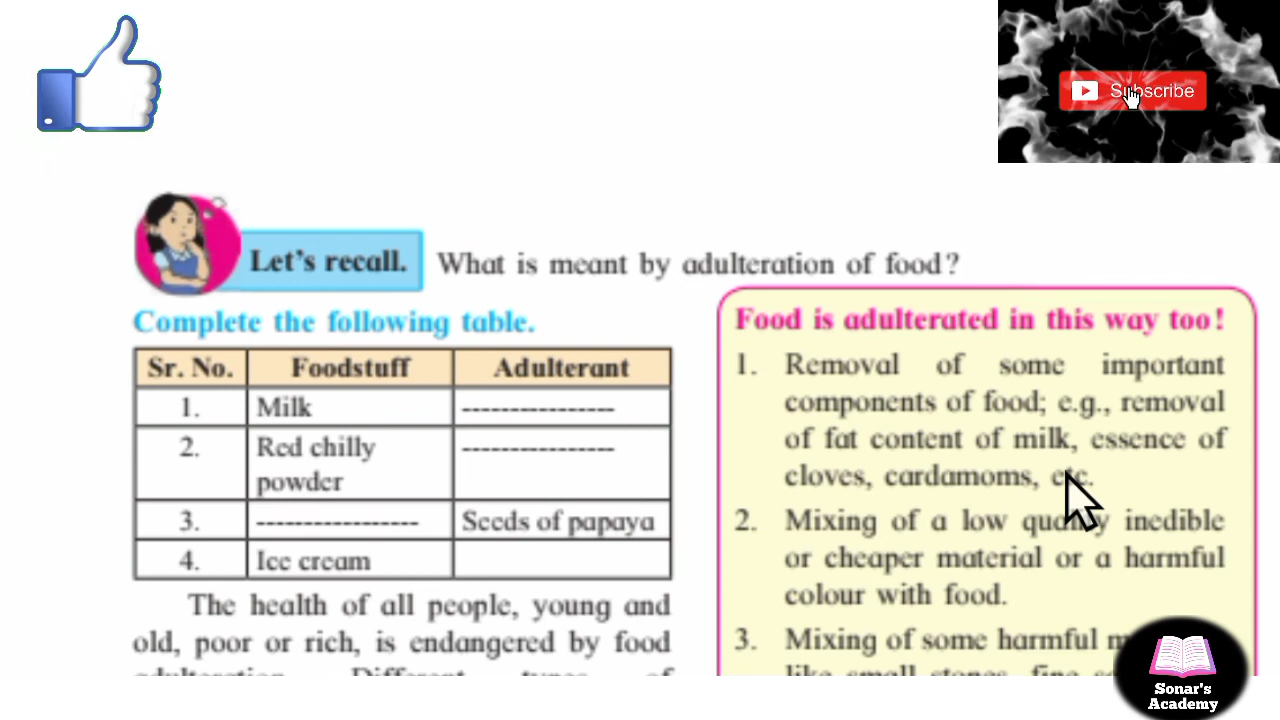 Subscribe
Let's recall. What is meant by adulteration of food?
Complete the following table.
Sr. No. Foodstuff Adulterant
1. Milk ----------------
2. Red chilly powder ----------------
3. ----------------- Seeds of papaya
4. Ice cream
The health of all people, young and
old, poor or rich, is endangered by food
Food is adulterated in this way too!
1. Removal of some important
components of food; e.g., removal
of fat content of milk, essence of
cloves, cardamoms, etc.
2. Mixing of a low quality inedible
or cheaper material or a harmful
colour with food.
3. Mixing of some harmful
Sonar's
Academy